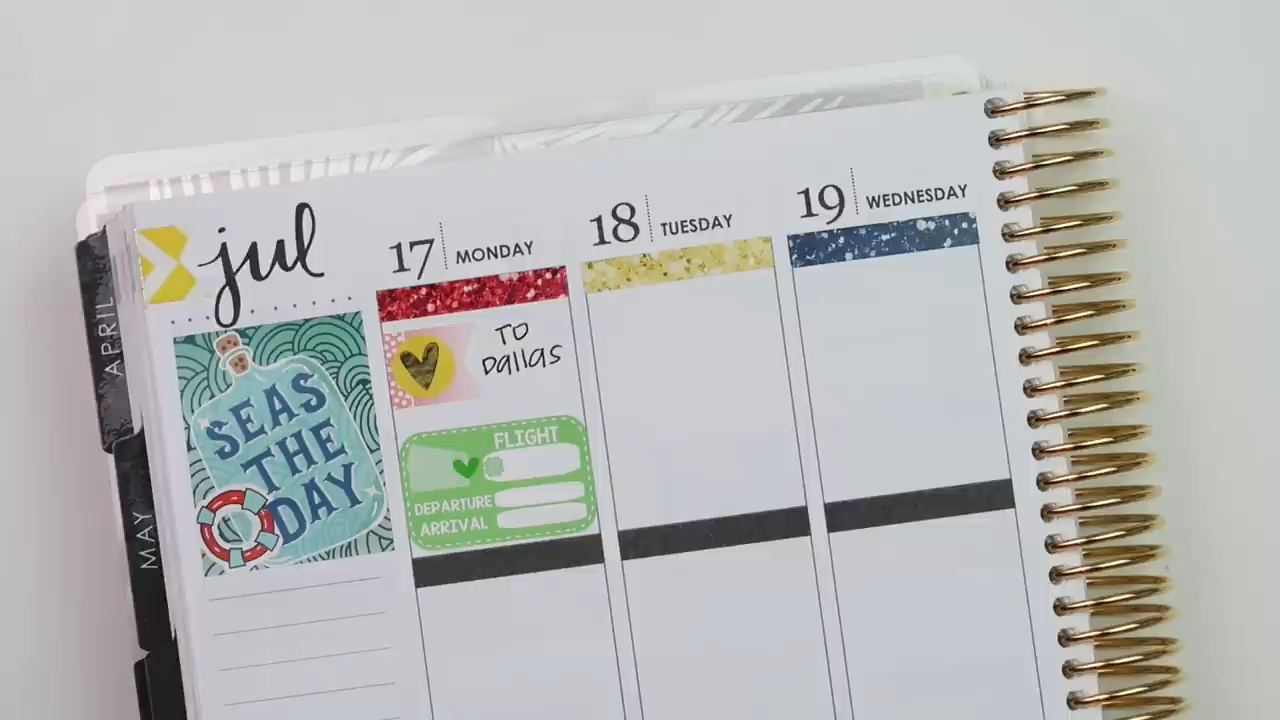 jul
17 MONDAY
18 TUESDAY
19 WEDNESDAY
TO
Dallas
SEAS
THE
DAY
FLIGHT
DEPARTURE
ARRIVAL
APRIL
MAY